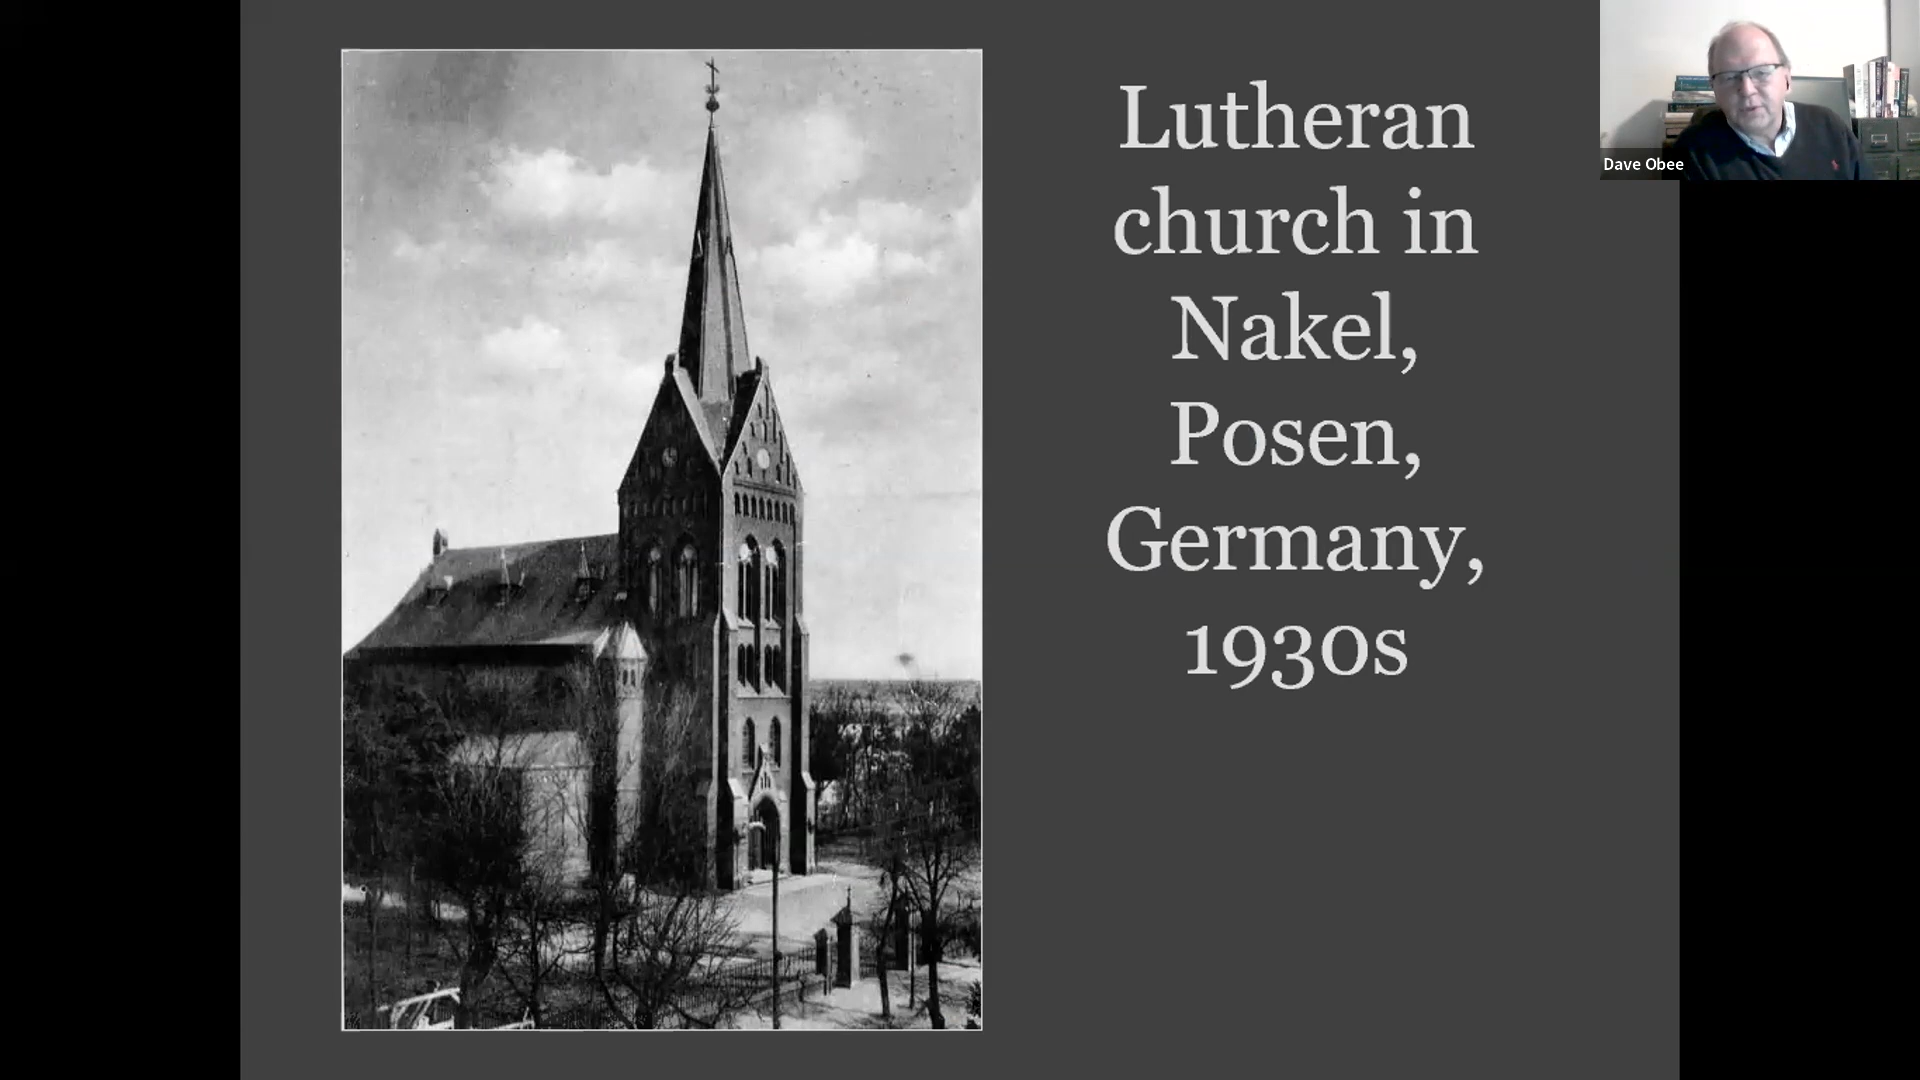 Lutheran
church in
Nakel,
Posen,
Germany,
1930s
Dave Obee